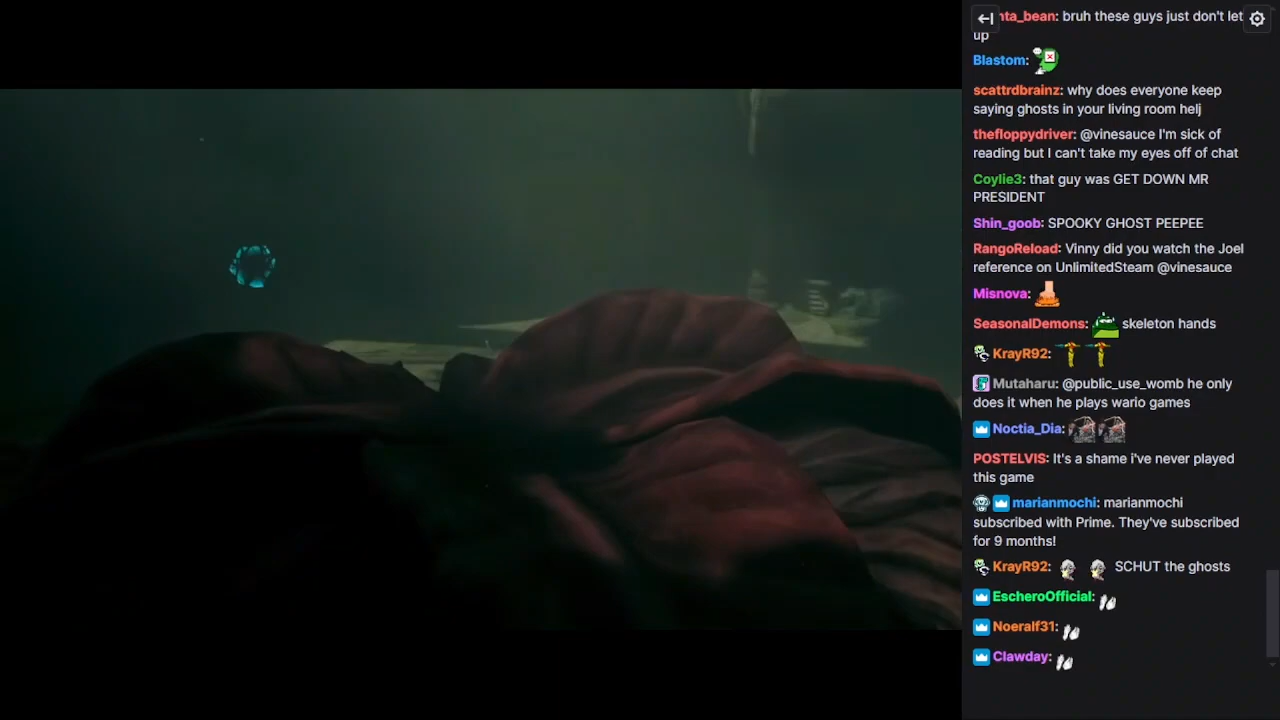 nta_bean: bruh these guys just don't let
up
Blastom:
scattrdbrainz: why does everyone keep
saying ghosts in your living room helj
thefloppydriver: @vinesauce I'm sick of
reading but I can't take my eyes off of chat
Coylie3: that guy was GET DOWN MR
PRESIDENT
Shin_goob: SPOOKY GHOST PEEPEE
RangoReload: Vinny did you watch the Joel
reference on UnlimitedSteam @vinesauce
Misnova:
SeasonalDemons: skeleton hands
KrayR92:
Mutaharu: @public_use_womb he only
does it when he plays wario games
Noctia_Dia:
POSTELVIS: It's a shame i've never played
this game
marianmochi: marianmochi
subscribed with Prime. They've subscribed
for 9 months!
KrayR92: SCHUT the ghosts
EscheroOfficial:
Noeralf31:
Clawday: